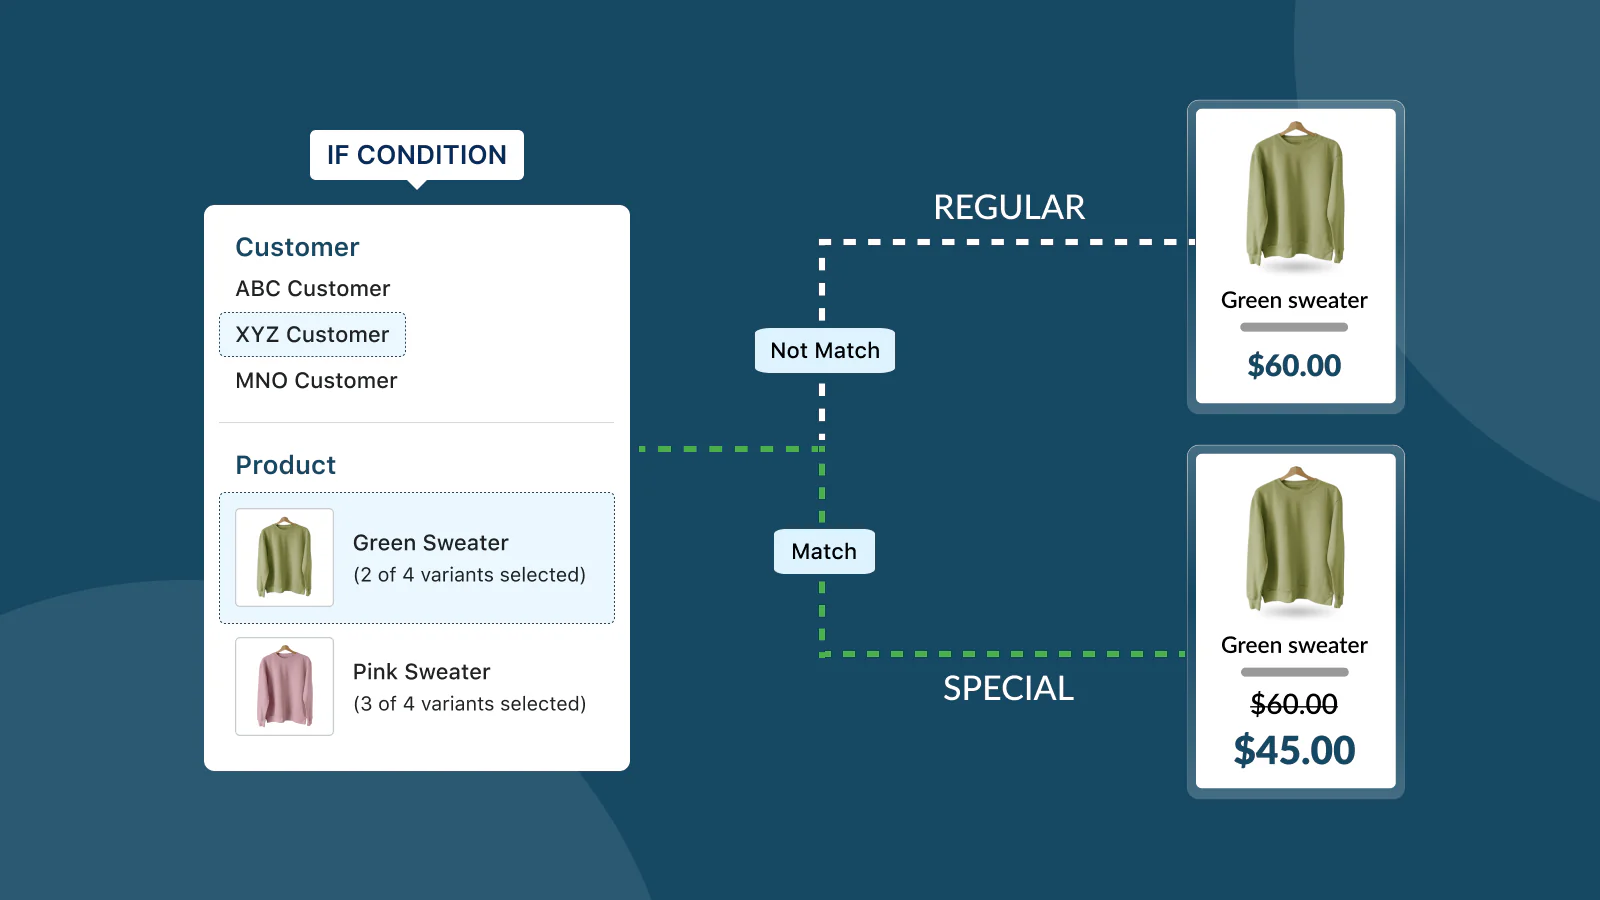 IF CONDITION
Customer
ABC Customer
XYZ Customer
MNO Customer
Product
Green Sweater
(2 of 4 variants selected)
Pink Sweater
(3 of 4 variants selected)
Not Match
Match
REGULAR
SPECIAL
Green sweater
$60.00
Green sweater
$60.00
$45.00